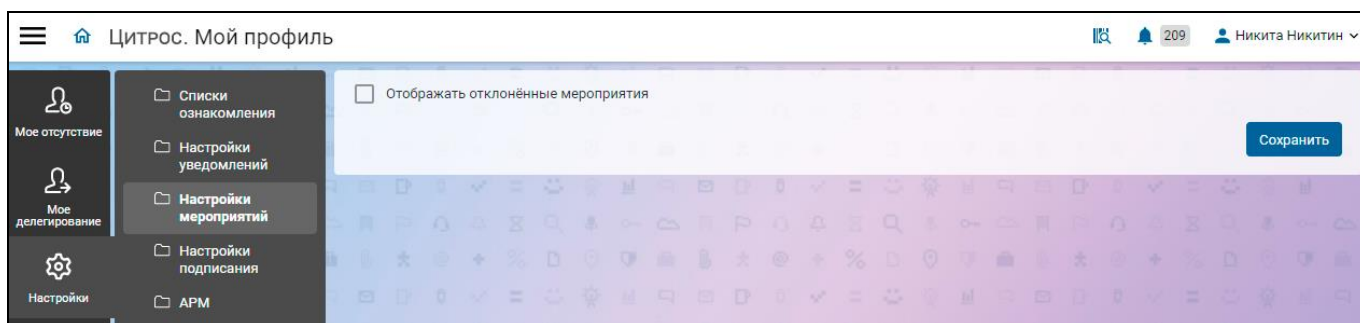 Цитрос. Мой профиль
209
Никита Никитин
Мое отсутствие
Мое
делегирование
Настройки
Списки
ознакомления
Настройки
уведомлений
Настройки
мероприятий
Настройки
подписания
АРМ
Отображать отклонённые мероприятия
Сохранить